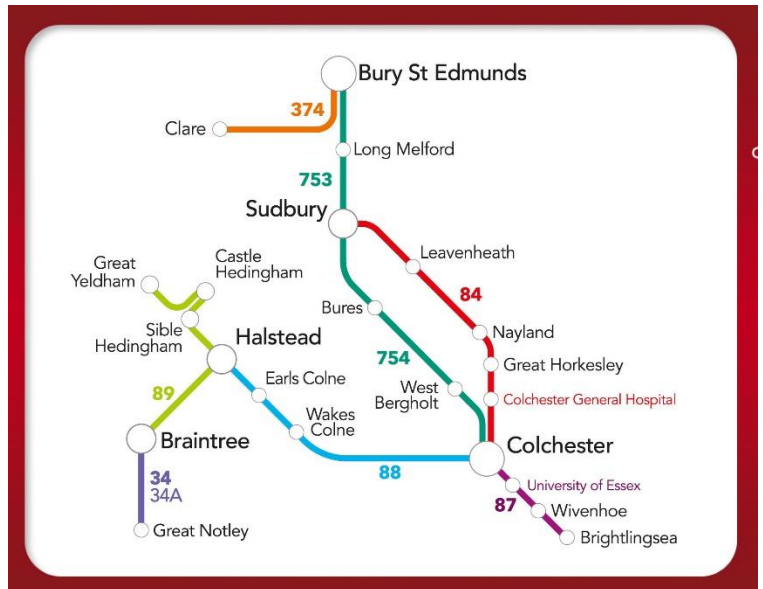 Bury St Edmunds
374
Clare
Long Melford
753
Sudbury
Great
Yeldham
Castle
Hedingham
Leavenheath
84
Bures
Sible
Hedingham
Halstead
Nayland
754
Great Horkesley
Earls Colne
West
Bergholt
89
Colchester General Hospital
Wakes
Colne
Braintree
Colchester
88
34
34A
University of Essex
87
Wivenhoe
Great Notley
Brightlingsea